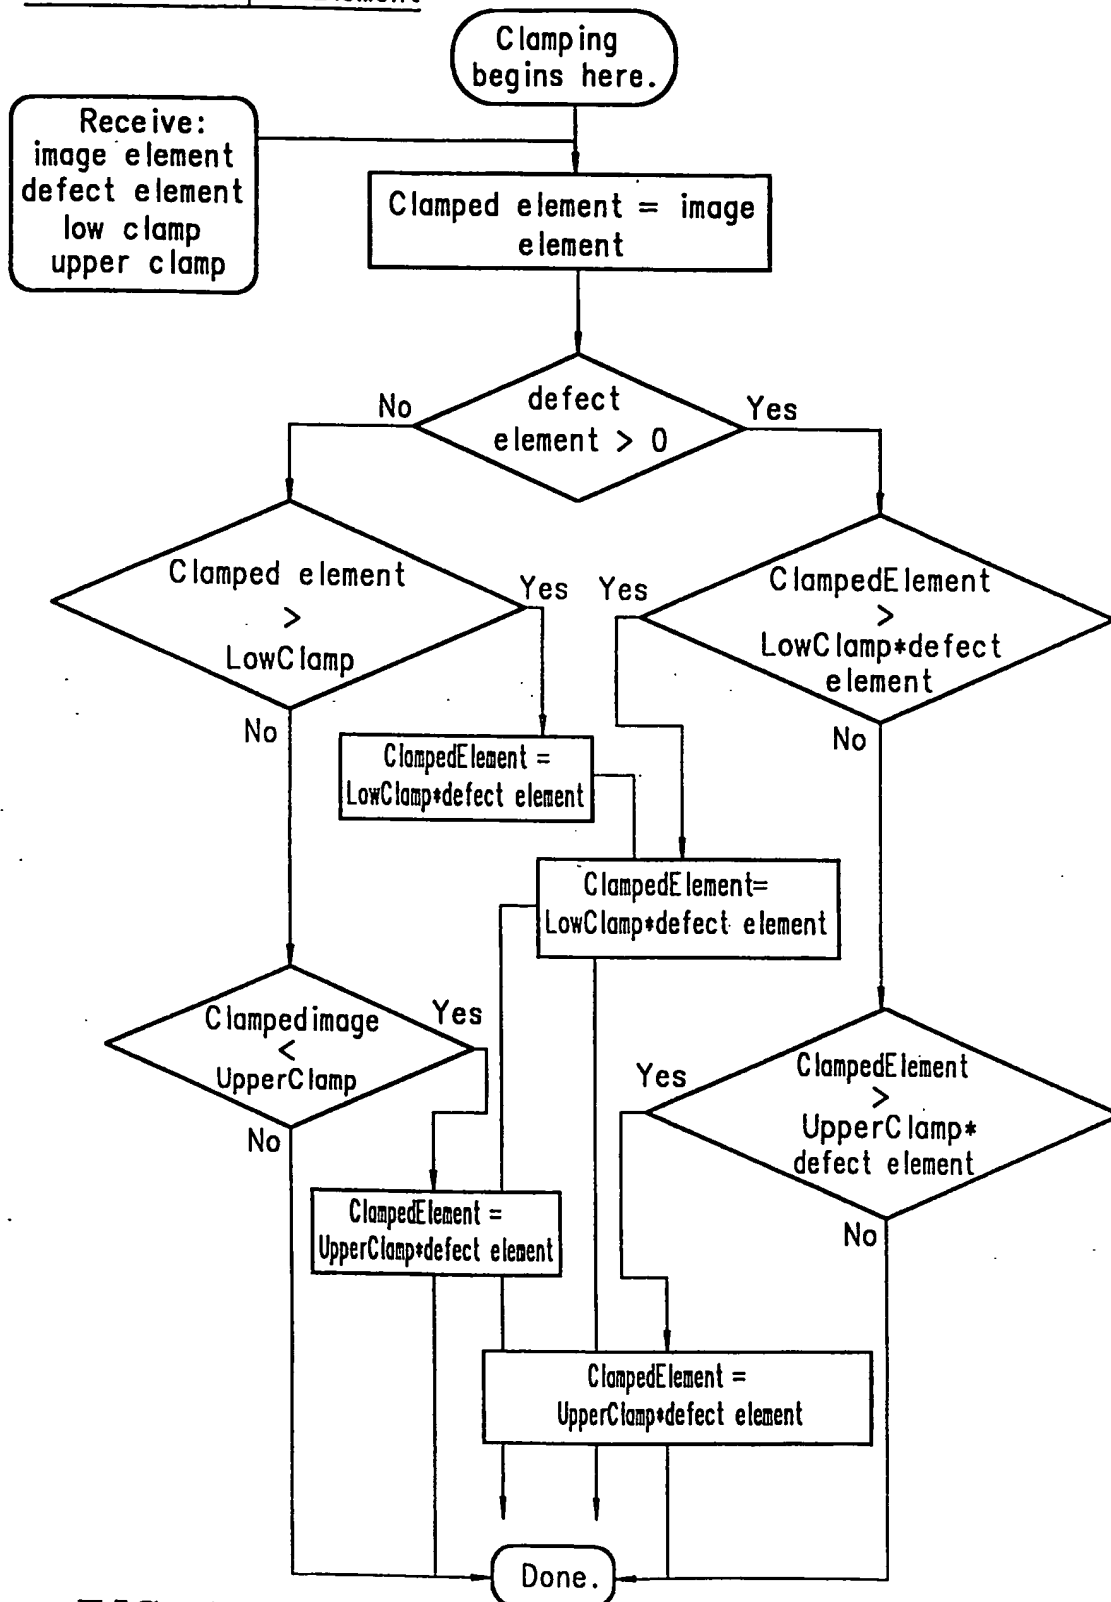 Element
Clamping
begins here.
Receive:
image element
defect element
low clamp
upper clamp
Clamped element = image
element
defect
element > 0
No
Yes
Clamped element
>
LowClamp
Yes
No
Yes
ClampedElement
>
LowClamp*defect
element
No
ClampedElement =
LowClamp*defect element
ClampedElement=
LowClamp*defect element
Clampedimage
<
UpperClamp
Yes
No
Yes
ClampedElement
>
UpperClamp*
defect element
No
ClampedElement =
UpperClamp*defect element
ClampedElement =
UpperClamp*defect element
Done.